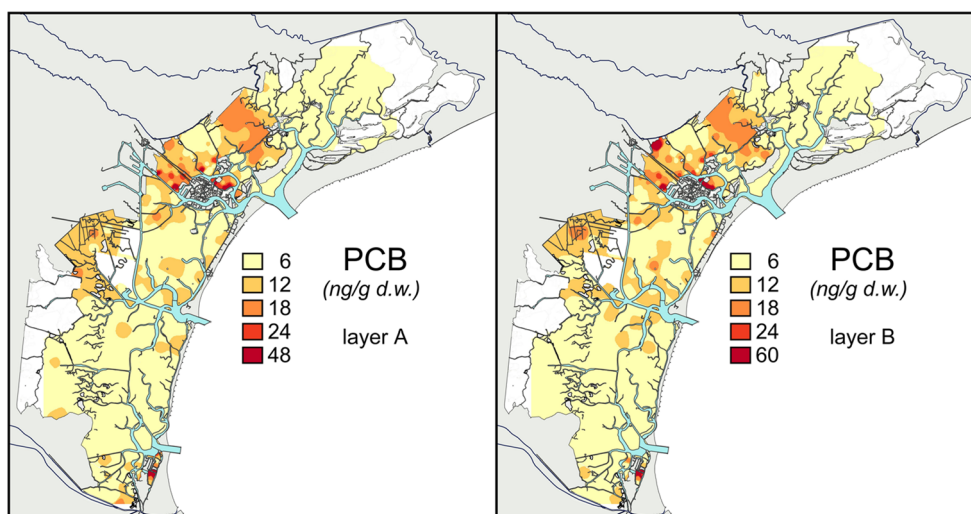 PCB
(ng/g d.w.)
layer A
6
12
18
24
48
PCB
(ng/g d.w.)
layer B
6
12
18
24
60